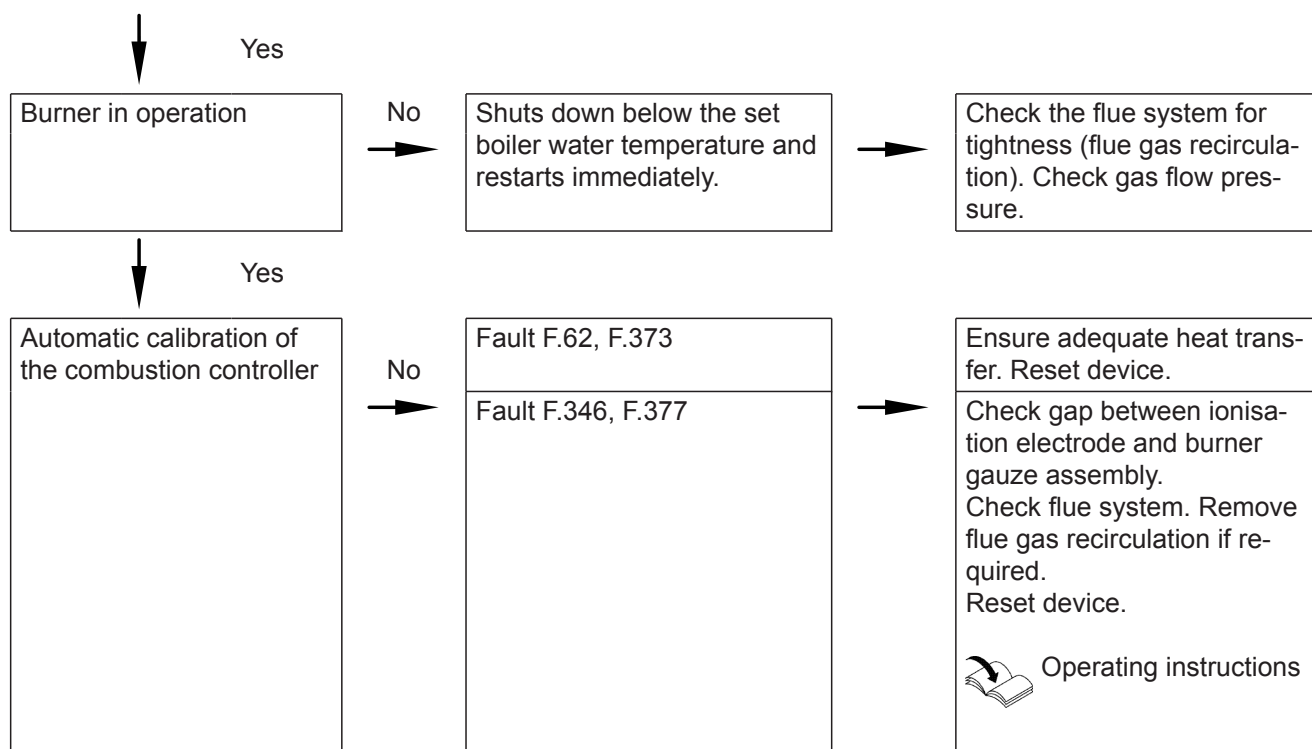 Yes
Burner in operation
No
Shuts down below the set
boiler water temperature and
restarts immediately.
Check the flue system for
tightness (flue gas recircula-
tion). Check gas flow pres-
sure.
Yes
Automatic calibration of
the combustion controller
No
Fault F.62, F.373
Ensure adequate heat trans-
fer. Reset device.
Fault F.346, F.377
Check gap between ionisa-
tion electrode and burner
gauze assembly.
Check flue system. Remove
flue gas recirculation if re-
quired.
Reset device.
Operating instructions